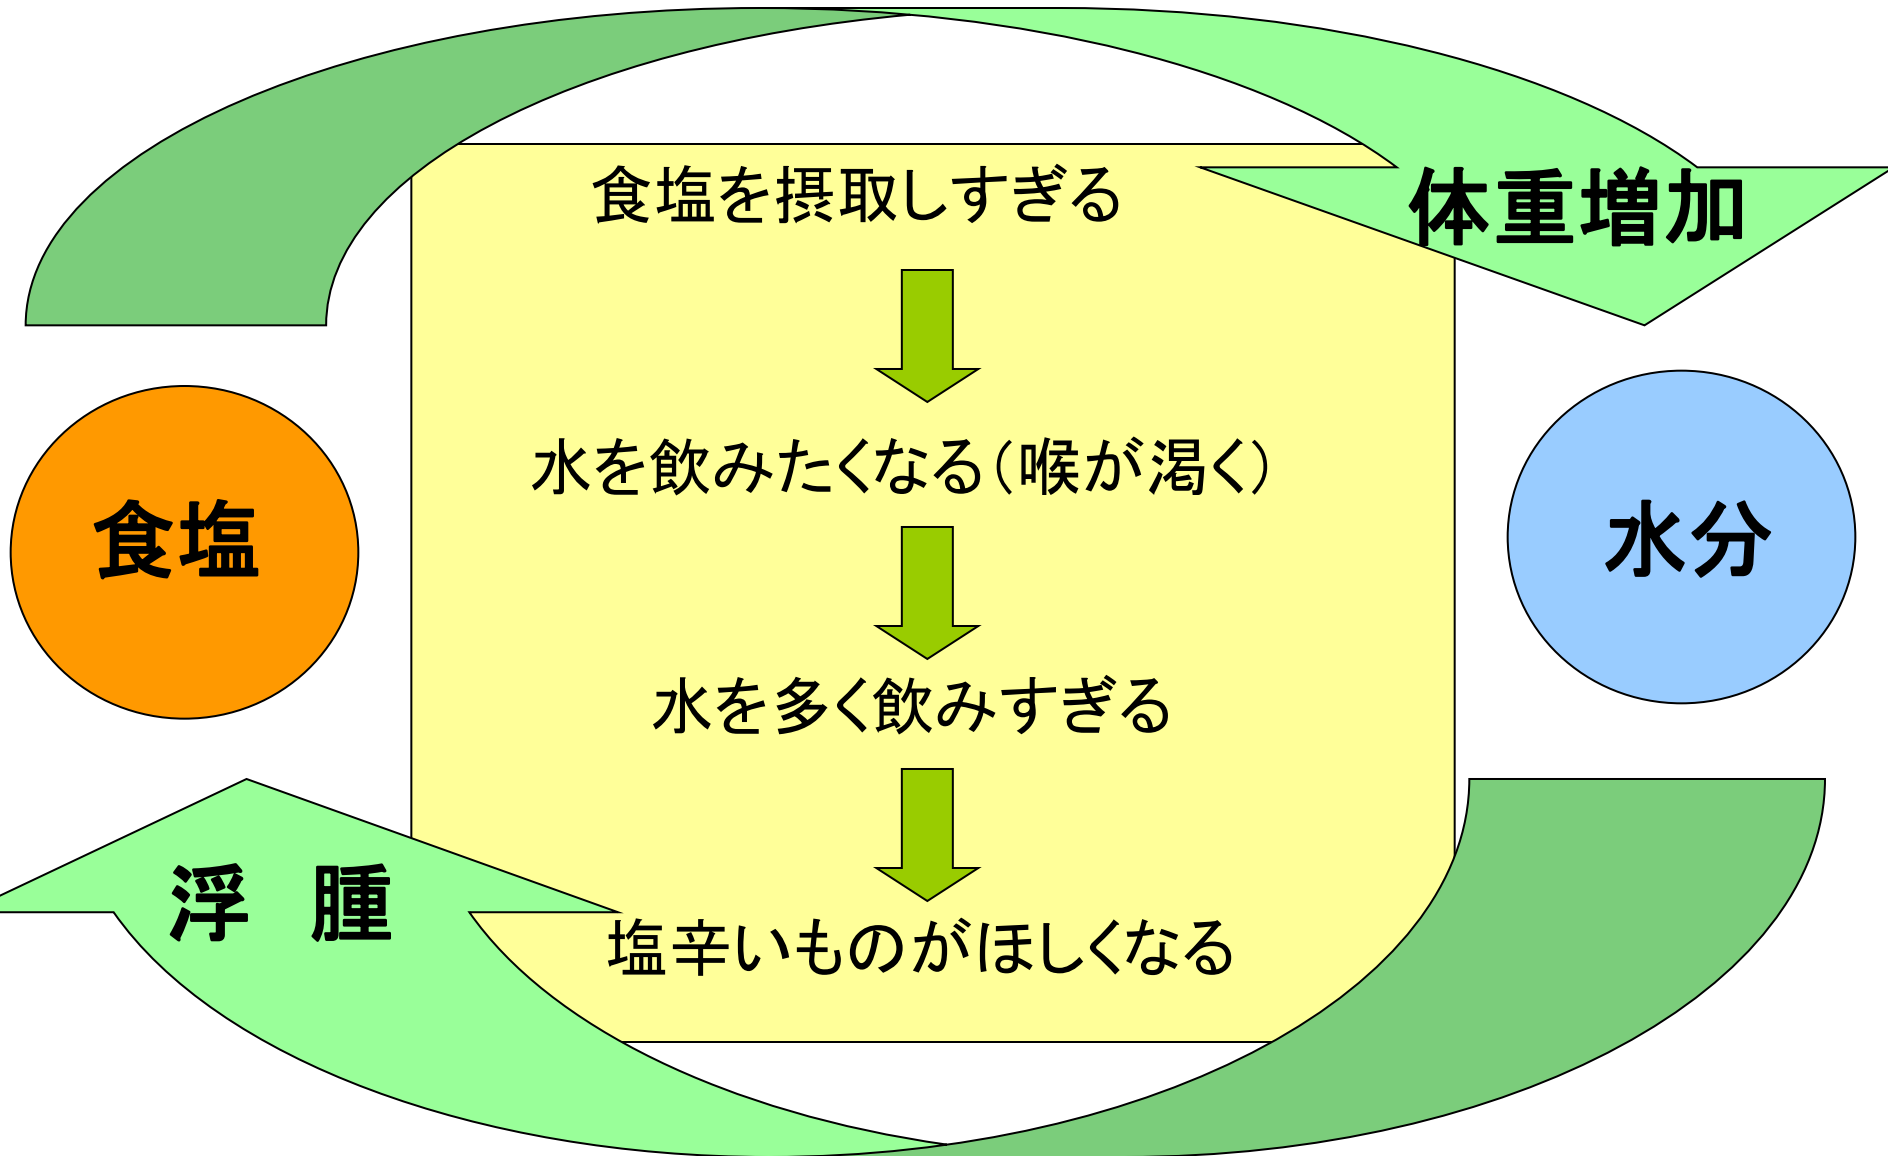 食塩を摂取しすぎる
体重増加
水を飲みたくなる（喉が渇く）
食塩
水分
水を多く飲みすぎる
浮　腫
塩辛いものがほしくなる